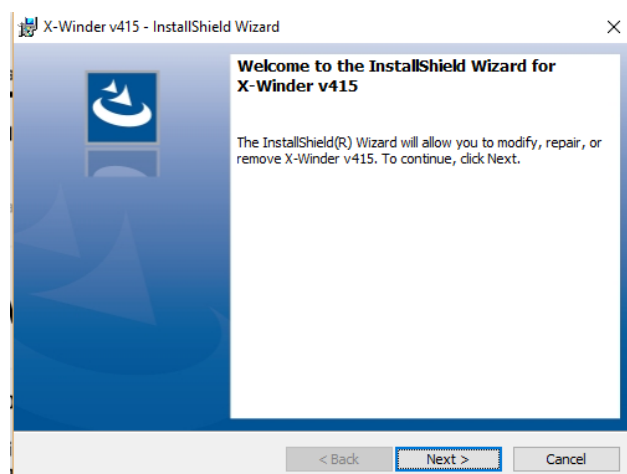 X-Winder v415 - InstallShield Wizard
Welcome to the InstallShield Wizard for
X-Winder v415
The InstallShield(R) Wizard will allow you to modify, repair, or
remove X-Winder v415. To continue, click Next.
< Back
Next >
Cancel